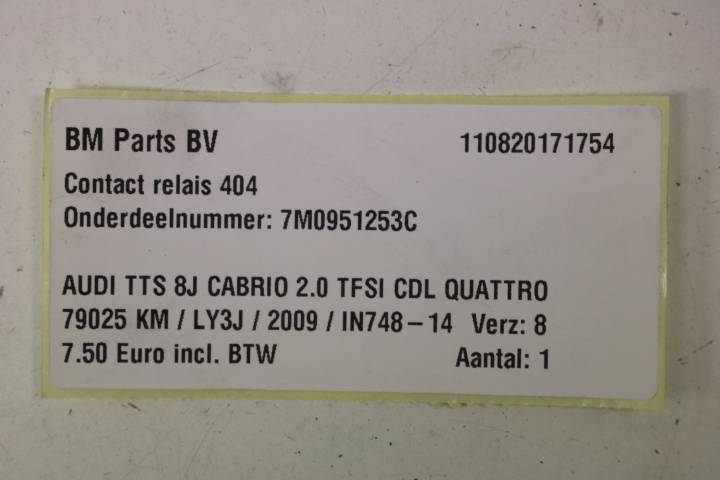 BM Parts BV 110820171754
Contact relais 404
Onderdeelnummer: 7M0951253C
AUDI TTS 8J CABRIO 2.0 TFSI CDL QUATTRO
79025 KM / LY3J / 2009 / IN748-14 Verz: 8
7.50 Euro incl. BTW Aantal: 1